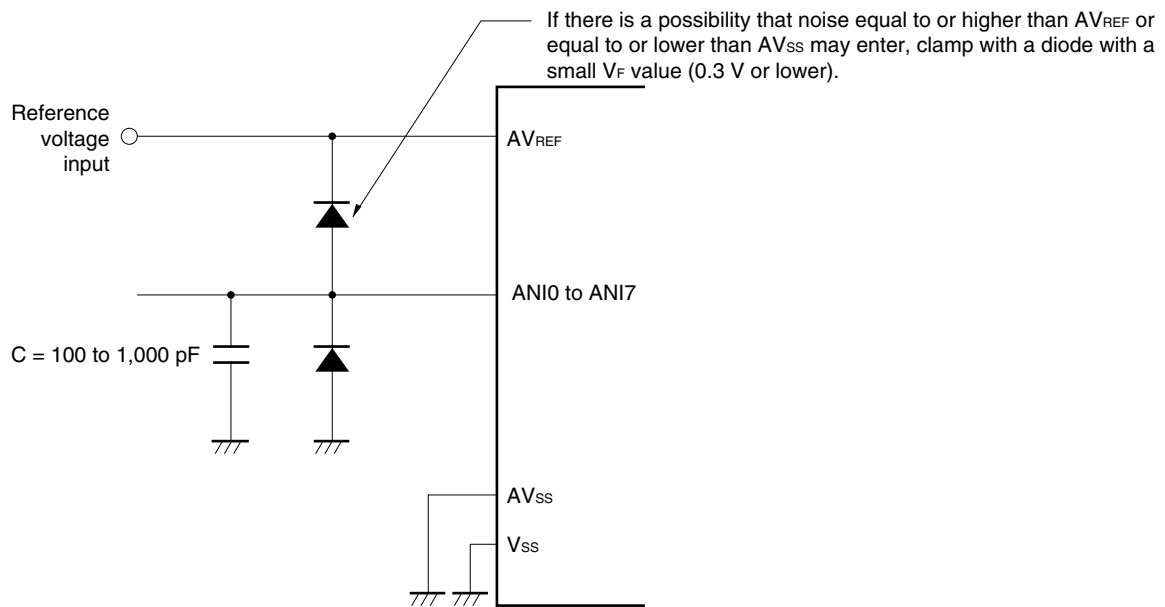 If there is a possibility that noise equal to or higher than AVREF or
equal to or lower than AVSS may enter, clamp with a diode with a
small VF value (0.3 V or lower).
Reference
voltage
input
AVREF
ANI0 to ANI7
C = 100 to 1,000 pF
AVSS
VSS